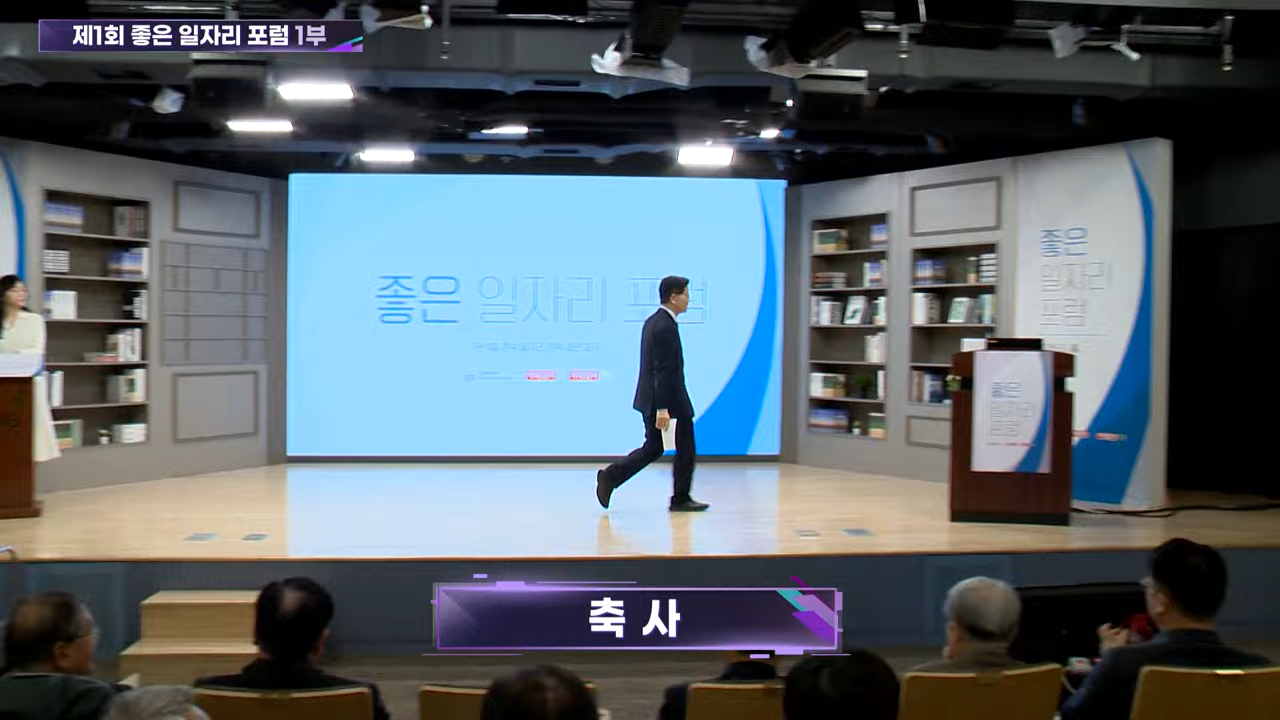 제1회 좋은 일자리 포럼 1부
좋은 일자리 포럼
좋은
일자리
포럼
좋은
일자리
포럼
축사